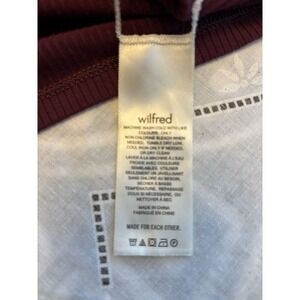 wilfred
MACHINE WASH COLD WITH LIKE
COLOURS. ONLY
NON-CHLORINE BLEACH WHEN
NEEDED. TUMBLE DRY LOW.
COOL IRON ONLY IF NEEDED.
OR DRY CLEAN
LAVER À LA MACHINE À L'EAU
FROIDE AVEC COULEURS
SEMBLABLES. UTILISER
SEULEMENT UN JAVELLISANT
SANS CHLORE AU BESOIN.
SÉCHER À BASSE
TEMPÉRATURE. REPASSAGE
DOUX SI NÉCESSAIRE, OU
NETTOYER À SEC
MADE IN CHINA
FABRIQUÉ EN CHINE
MADE FOR EACH OTHER.